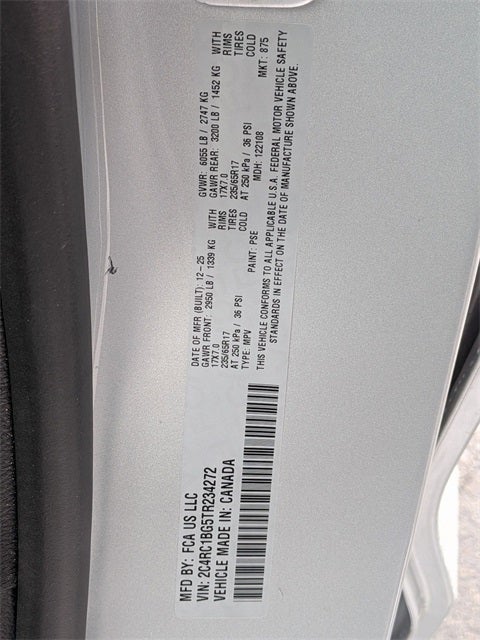 MFD BY: FCA US LLC
VIN: 2C4RC1BG5TR234272
VEHICLE MADE IN: CANADA
DATE OF MFR (BUILT): 12-25 GVWR: 6055 LB / 2747 KG
GAWR FRONT: 2950 LB / 1339 KG WITH GAWR REAR: 3200 LB / 1452 KG WITH
17X7.0 RIMS 17X7.0 RIMS
235/65R17 TIRES 235/65R17 TIRES
AT 250 kPa / 36 PSI COLD AT 250 kPa / 36 PSI COLD
TYPE: MPV PAINT: PSE MDH: 122108 MKT: 875
THIS VEHICLE CONFORMS TO ALL APPLICABLE U.S.A. FEDERAL MOTOR VEHICLE SAFETY
STANDARDS IN EFFECT ON THE DATE OF MANUFACTURE SHOWN ABOVE.